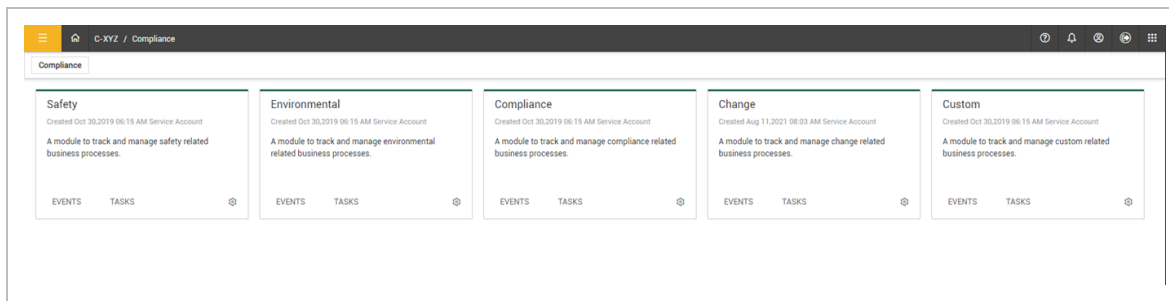 C-XYZ / Compliance
Compliance
Safety
Created Oct 30,2019 06:15 AM Service Account
A module to track and manage safety related
business processes.
EVENTS TASKS
Environmental
Created Oct 30,2019 06:15 AM Service Account
A module to track and manage environmental
related business processes.
EVENTS TASKS
Compliance
Created Oct 30,2019 06:15 AM Service Account
A module to track and manage compliance related
business processes.
EVENTS TASKS
Change
Created Aug 11,2021 08:03 AM Service Account
A module to track and manage change related
business processes.
EVENTS TASKS
Custom
Created Oct 30,2019 06:15 AM Service Account
A module to track and manage custom related
business processes.
EVENTS TASKS